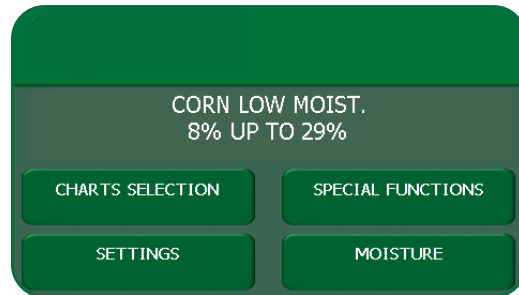 CORN LOW MOIST.
8% UP TO 29%
CHARTS SELECTION
SPECIAL FUNCTIONS
SETTINGS
MOISTURE